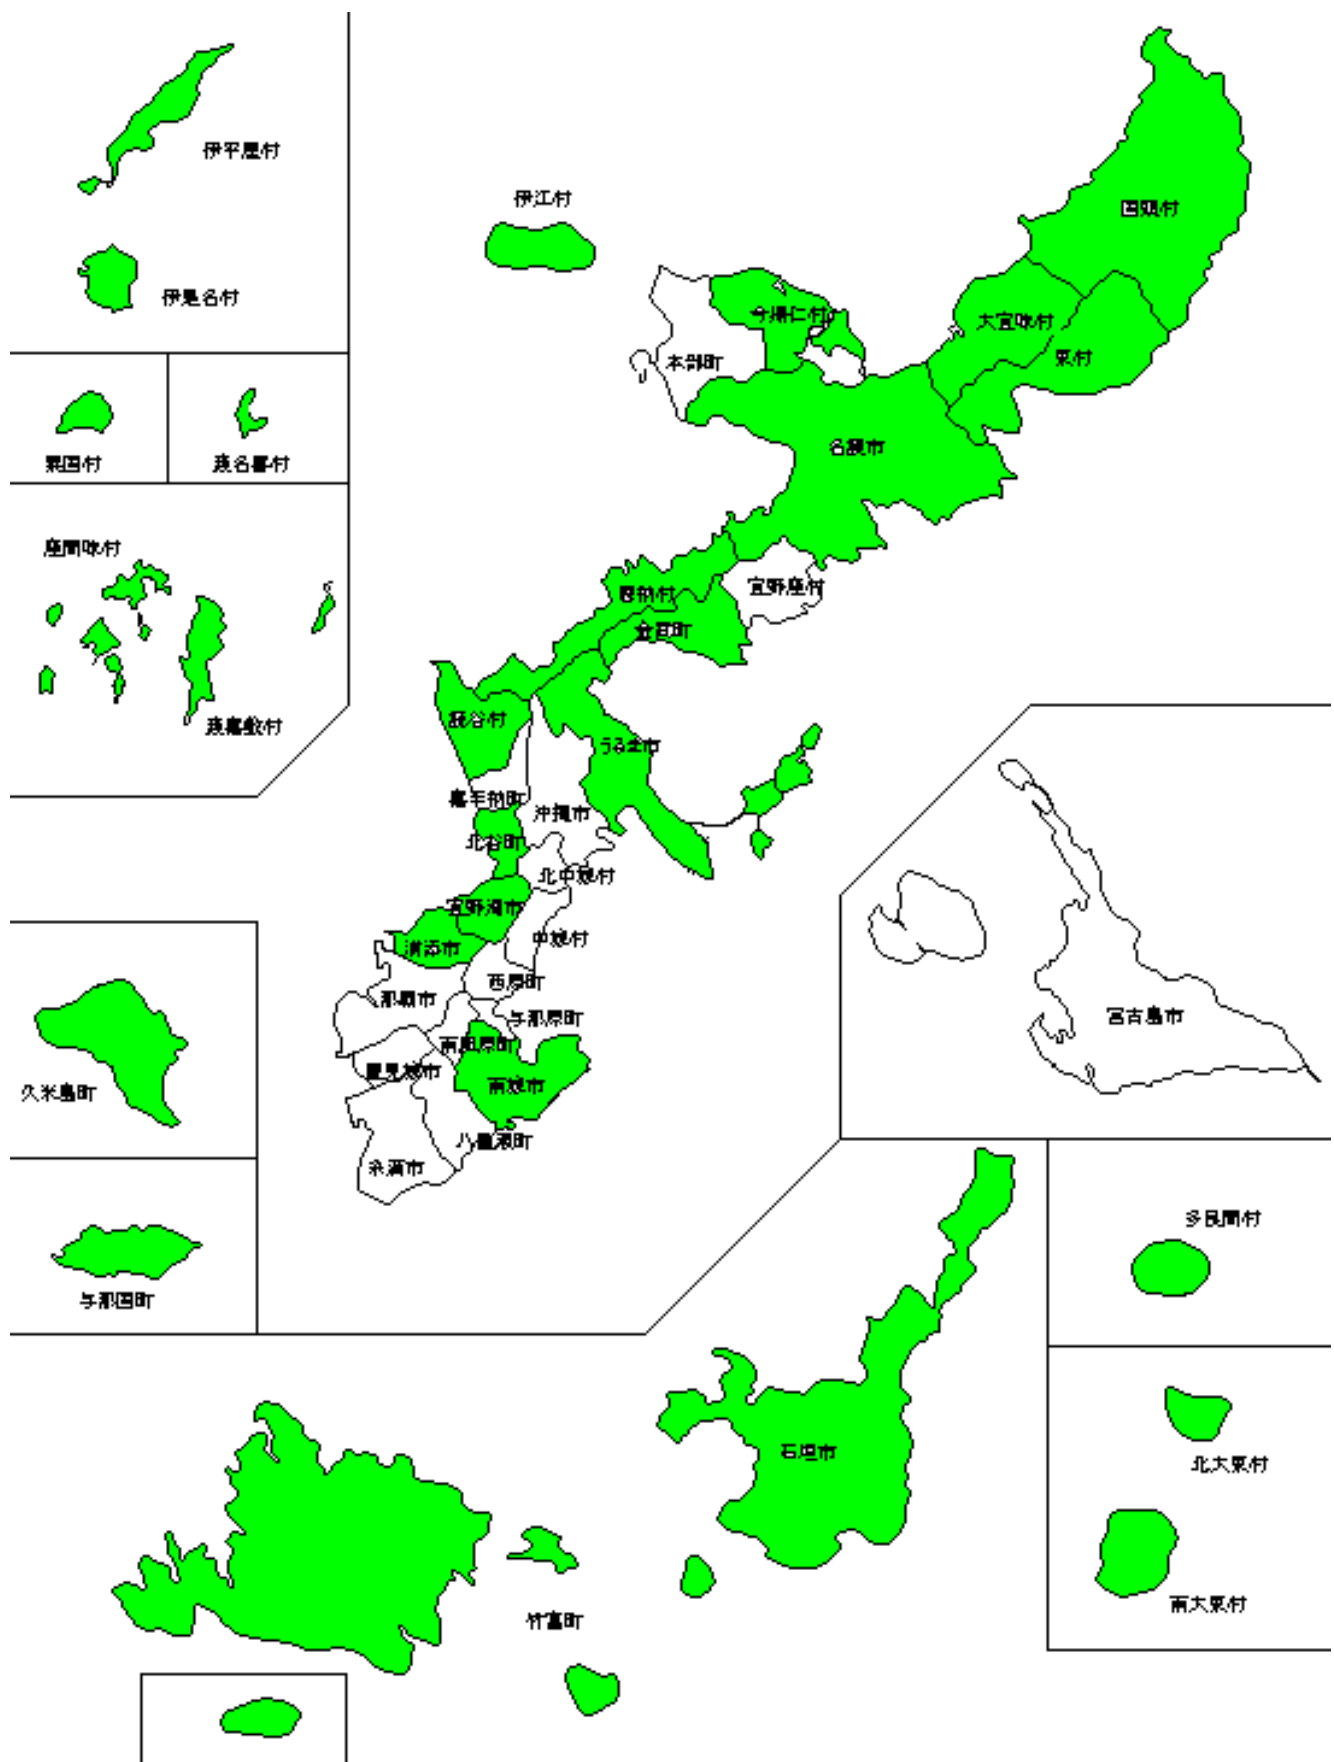 伊平屋村
伊江村
国頭村
伊是名村
今帰仁村
大宜味村
本部町
東村
名護市
粟国村
渡名喜村
座間味村
恩納村
宜野座村
金武町
渡嘉敷村
読谷村
うるま市
嘉手納町
沖縄市
北谷町
北中城村
宜野湾市
中城村
浦添市
西原町
那覇市
与那原町
宮古島市
南風原町
豊見城市
南城市
久米島町
八重瀬町
糸満市
多良間村
与那国町
石垣市
北大東村
南大東村
竹富町